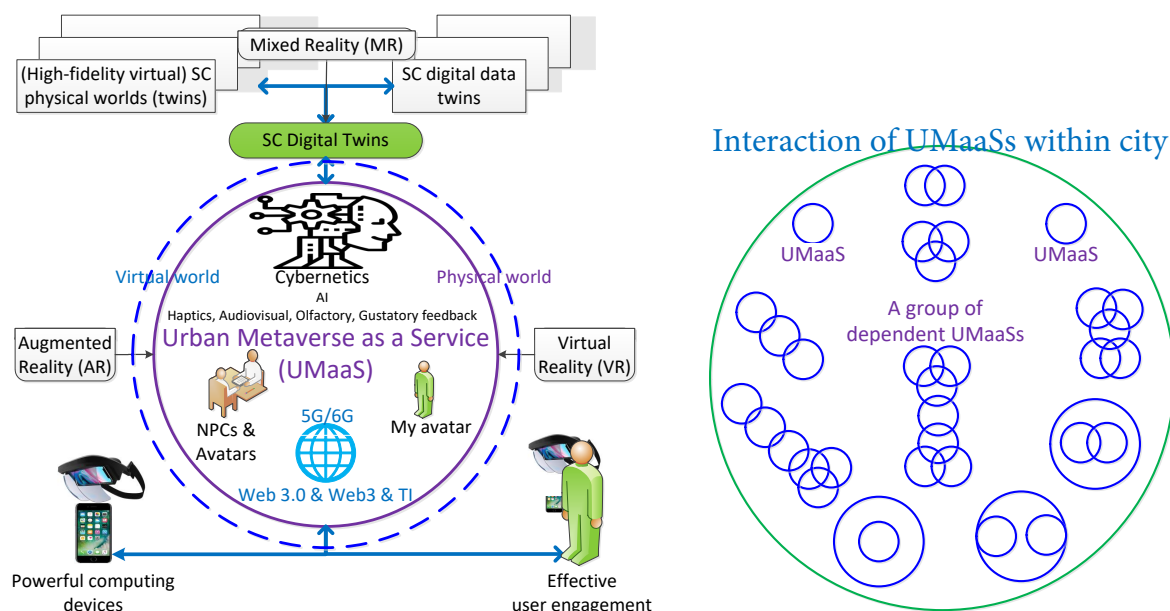 Mixed Reality (MR)
(High-fidelity virtual) SC
physical worlds (twins)
SC digital data
twins
SC Digital Twins
Virtual world
Physical world
Cybernetics
AI
Haptics, Audiovisual, Olfactory, Gustatory feedback
Urban Metaverse as a Service
(UMaaS)
Augmented
Reality (AR)
Virtual
Reality (VR)
NPCs &
Avatars
5G/6G
My avatar
Web 3.0 & Web3 & TI
Powerful computing
devices
Effective
user engagement
Interaction of UMaaSs within city
UMaaS
UMaaS
A group of
dependent UMaaSs